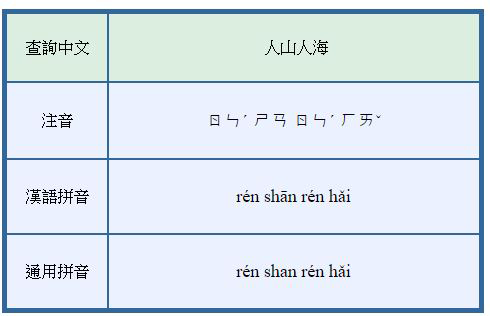 查詢中文 人山人海
注音 ㄖㄣˊ ㄕㄢ ㄖㄣˊ ㄏㄞˇ
漢語拼音 rén shān rén hǎi
通用拼音 rén shan rén hǎi